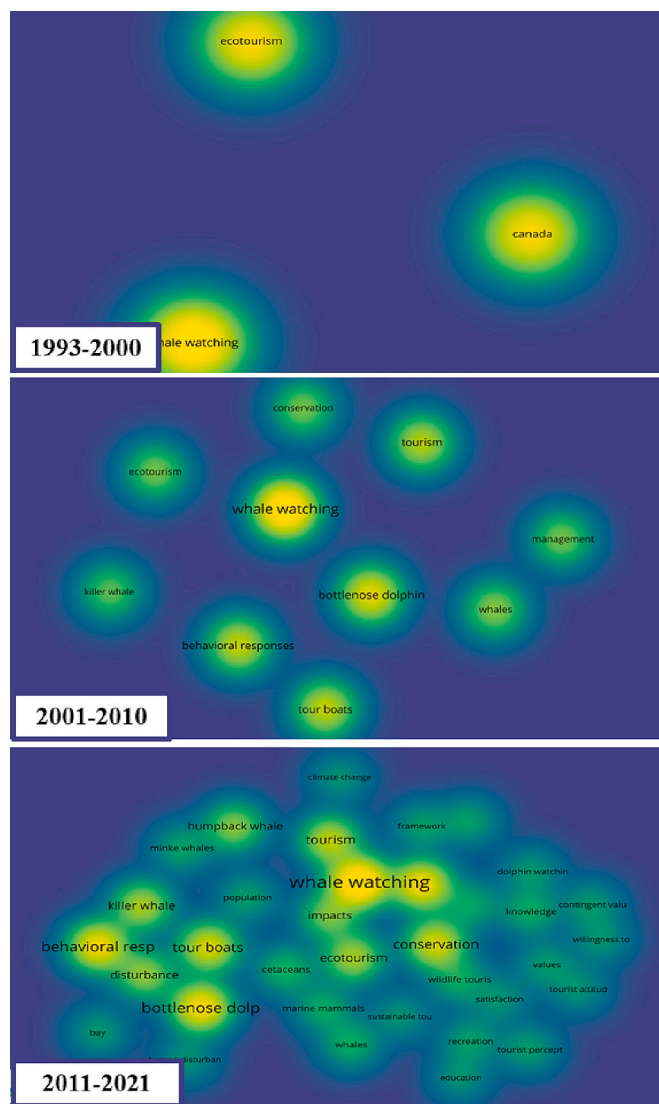 ecotourism
canada
hale watching
1993-2000
conservation
tourism
ecotourism
whale watching
management
killer whale
bottlenose dolphin
whales
behavioral responses
tour boats
2001-2010
climate change
humpback whale
framework
tourism
minke whales
dolphin watchin
whale watching
population
killer whale
knowledge
contingens valu
impacts
behavioral resp
tour boats
conservation
willingness to
ecotourism
disturbance
cetaceans
values
wildlife touris
tourist attitud
satisfaction
bottlenose dolp
marine mammals
sustainable tou
bay
recreation
whales
tourist percept
disturban
education
2011-2021